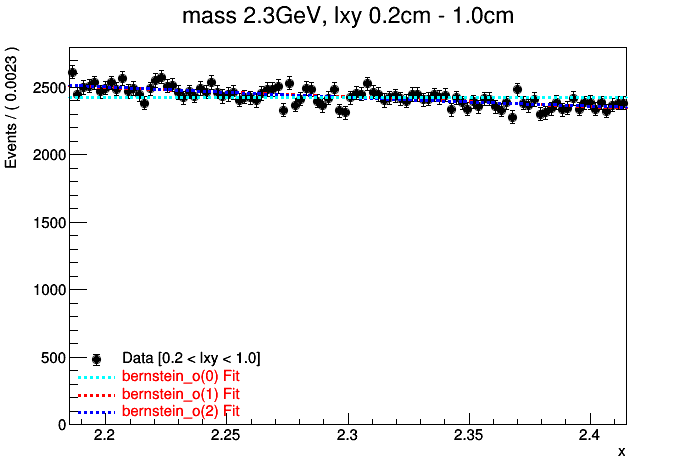 mass 2.3GeV, lxy 0.2cm - 1.0cm
Events / ( 0.0023 )
2500
2000
1500
1000
500
0
Data [0.2 < lxy < 1.0]
bernstein_o(0) Fit
bernstein_o(1) Fit
bernstein_o(2) Fit
2.2 2.25 2.3 2.35 2.4
x